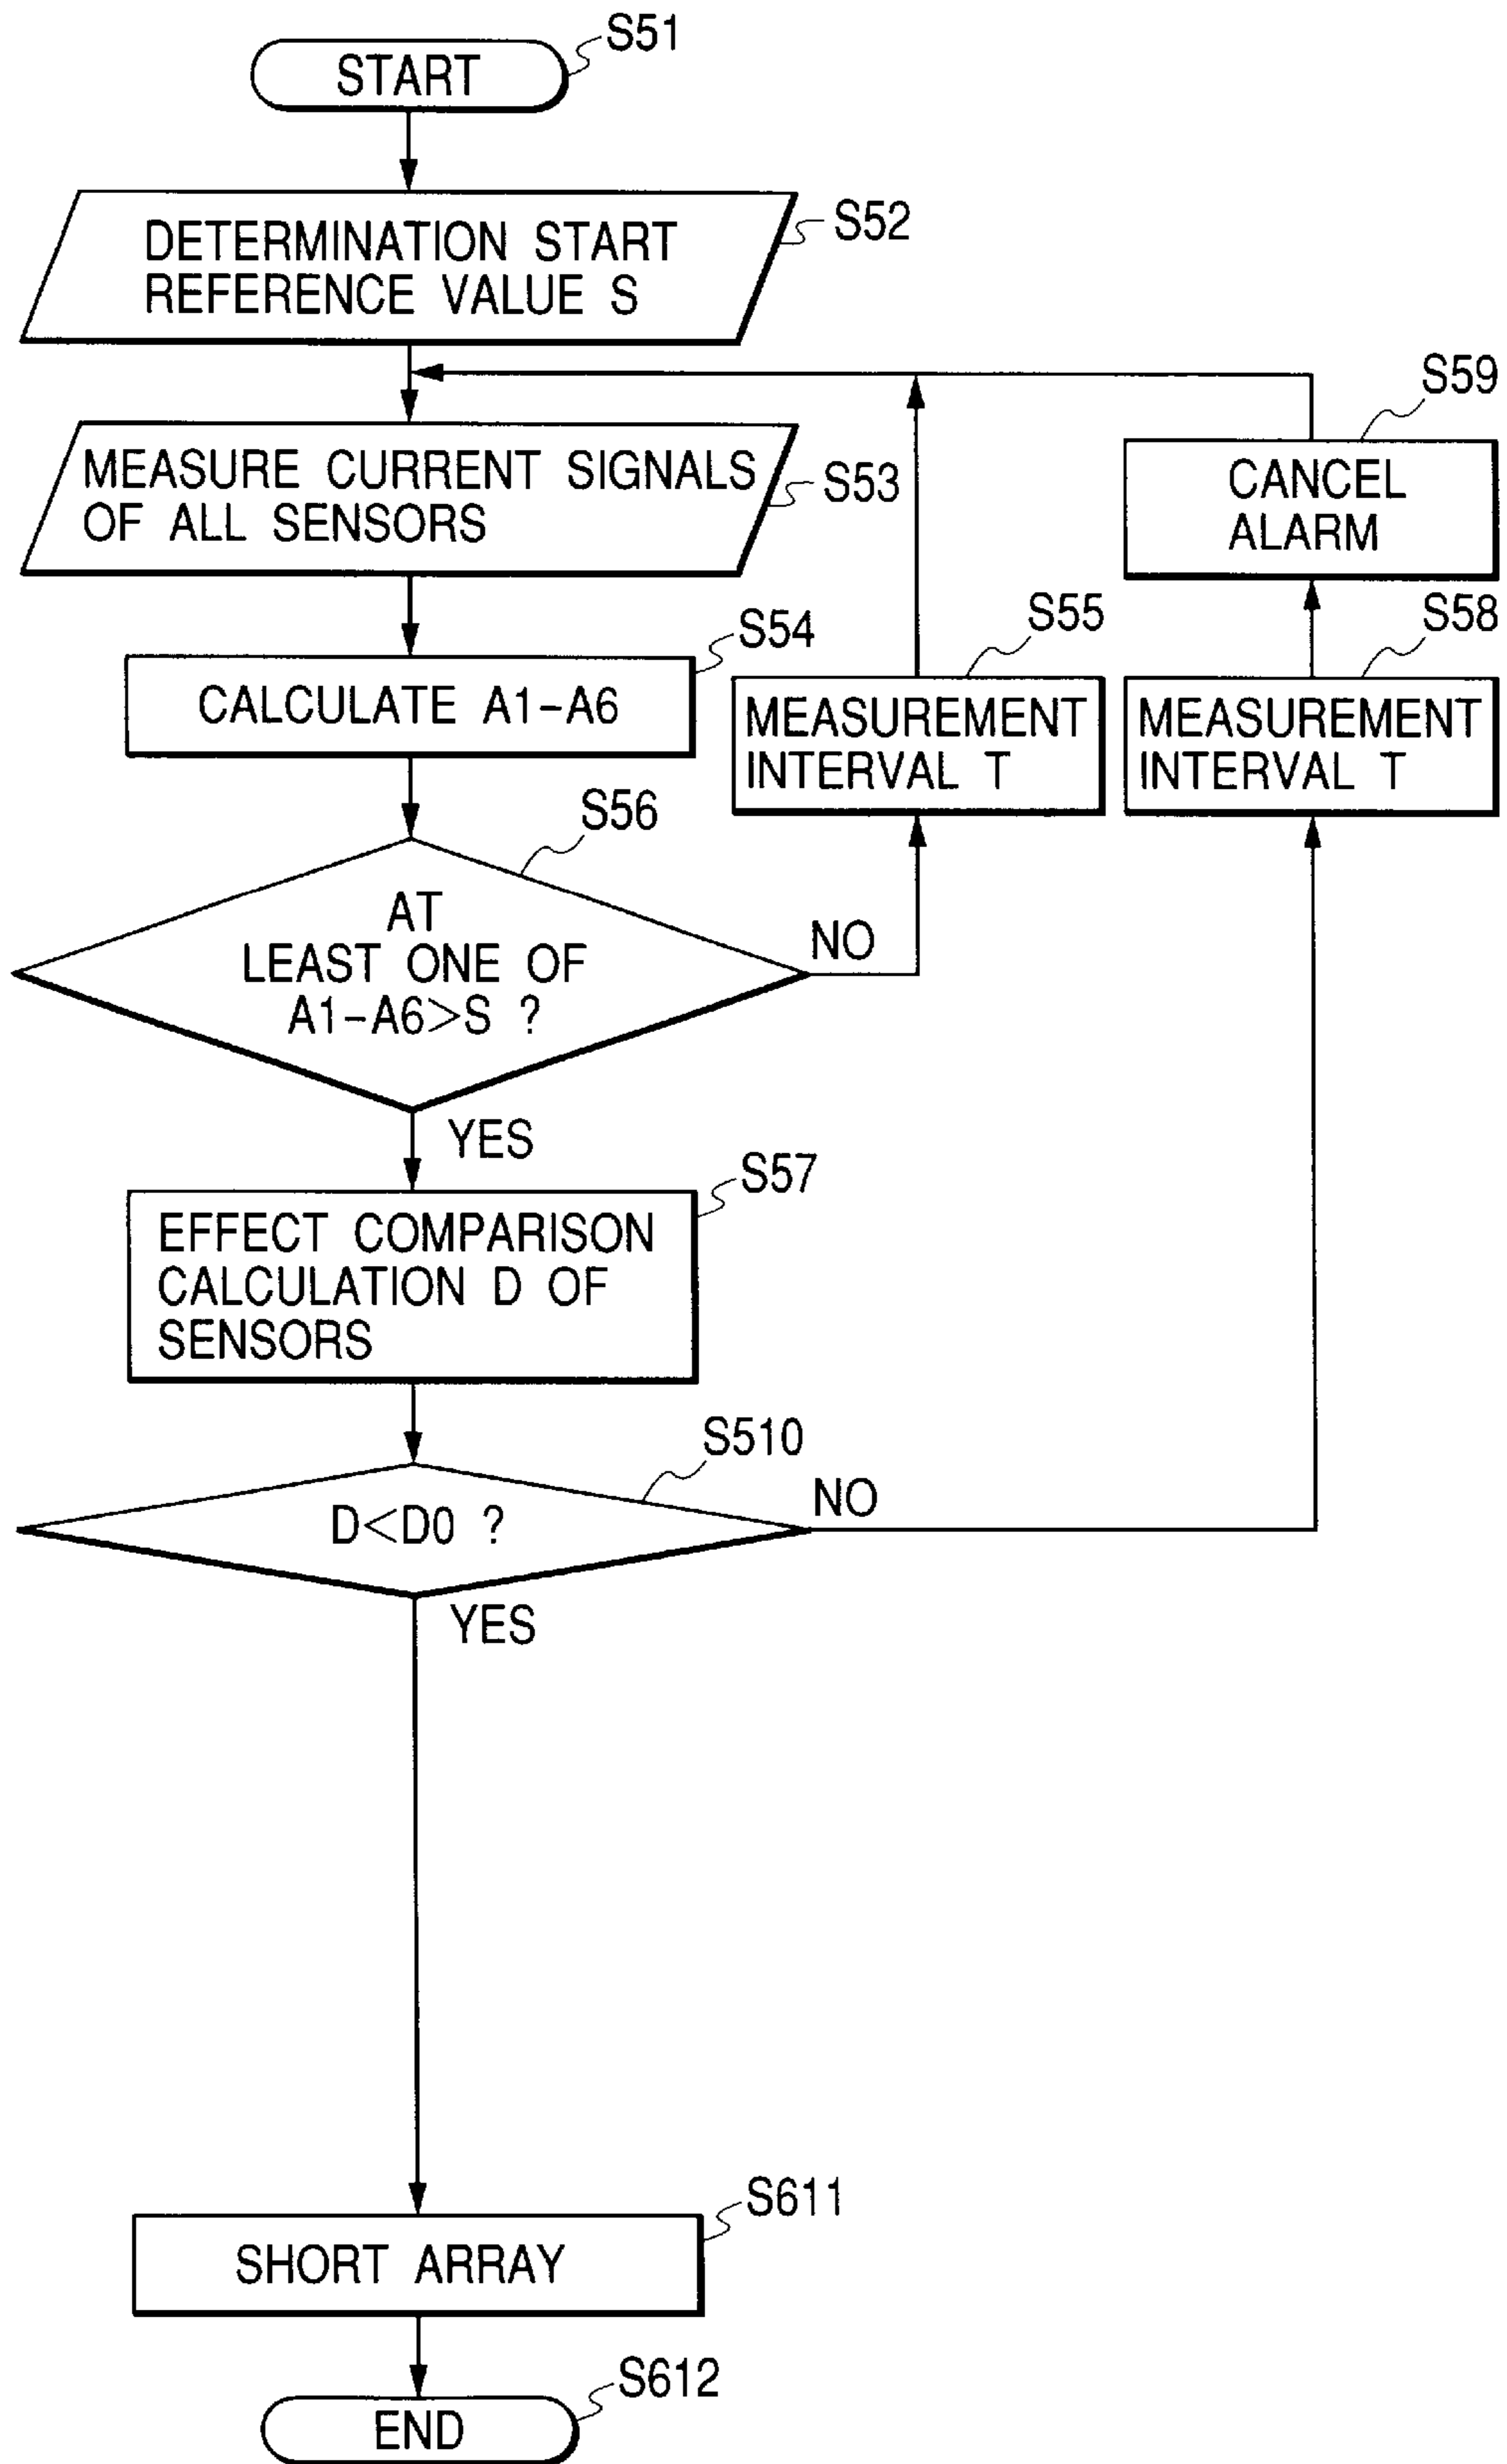 START
S51
DETERMINATION START
REFERENCE VALUE S
S52
MEASURE CURRENT SIGNALS
OF ALL SENSORS
S53
CALCULATE A1-A6
S54
MEASUREMENT
INTERVAL T
S55
AT
LEAST ONE OF
A1-A6>S ?
S56
NO
YES
EFFECT COMPARISON
CALCULATION D OF
SENSORS
S57
MEASUREMENT
INTERVAL T
S58
CANCEL
ALARM
S59
D<D0 ?
S510
NO
YES
SHORT ARRAY
S611
END
S612